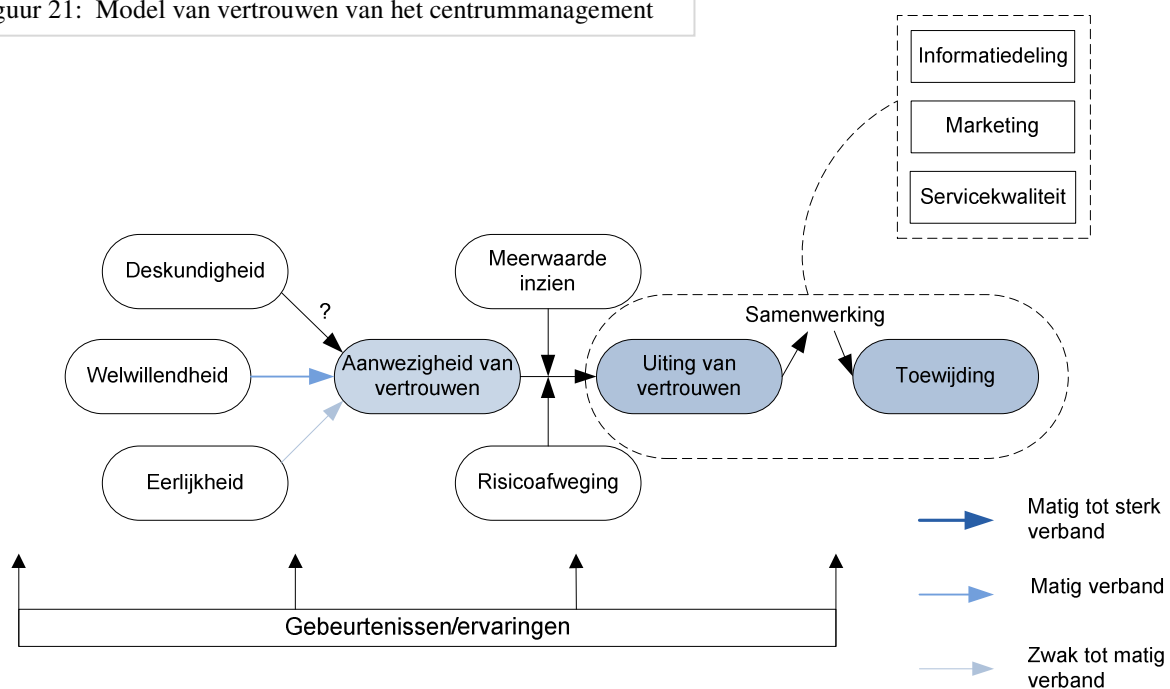 guur 21: Model van vertrouwen van het centrummanagement
Informatiedeling
Marketing
Servicekwaliteit
Deskundigheid
?
Welwillendheid
Eerlijkheid
Aanwezigheid van
vertrouwen
Meerwaarde
inzien
Risicoafweging
Samenwerking
Uiting van
vertrouwen
Toewijding
Gebeurtenissen/ervaringen
Matig tot sterk
verband
Matig verband
Zwak tot matig
verband